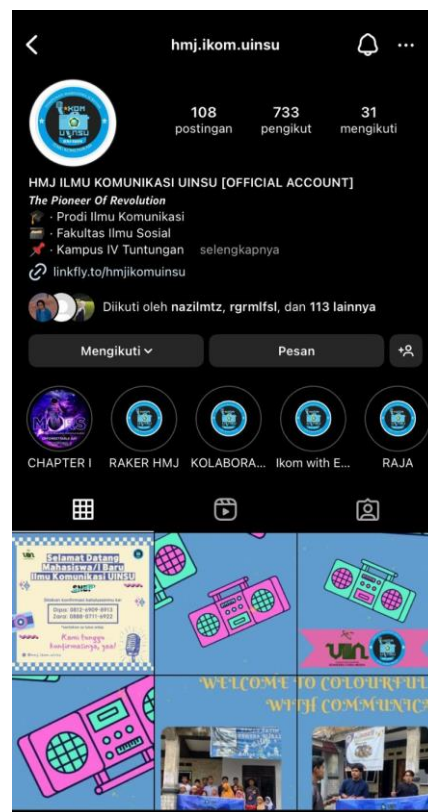 hmj.ikom.uinsu
108 733 31
postingan pengikut mengikuti
HMJ ILMU KOMUNIKASI UINSU [OFFICIAL ACCOUNT]
The Pioneer Of Revolution
- Prodi Ilmu Komunikasi
- Fakultas Ilmu Sosial
- Kampus IV Tuntungan selengkapnya
linkfly.to/hmjikomuinsu
Diikuti oleh nazilmtz, rgrmlfsl, dan 113 lainnya
Mengikuti Pesan
CHAPTER I RAKER HMJ KOLABORA... Ikom with E... RAJA
Selamat Datang
Mahasiswa/I Baru
Ilmu Komunikasi UINSU
Kami tunggu
konfirmasinya, yaa!
UIN
WELCOME TO COLOURFUL
WITH COMMUNICA